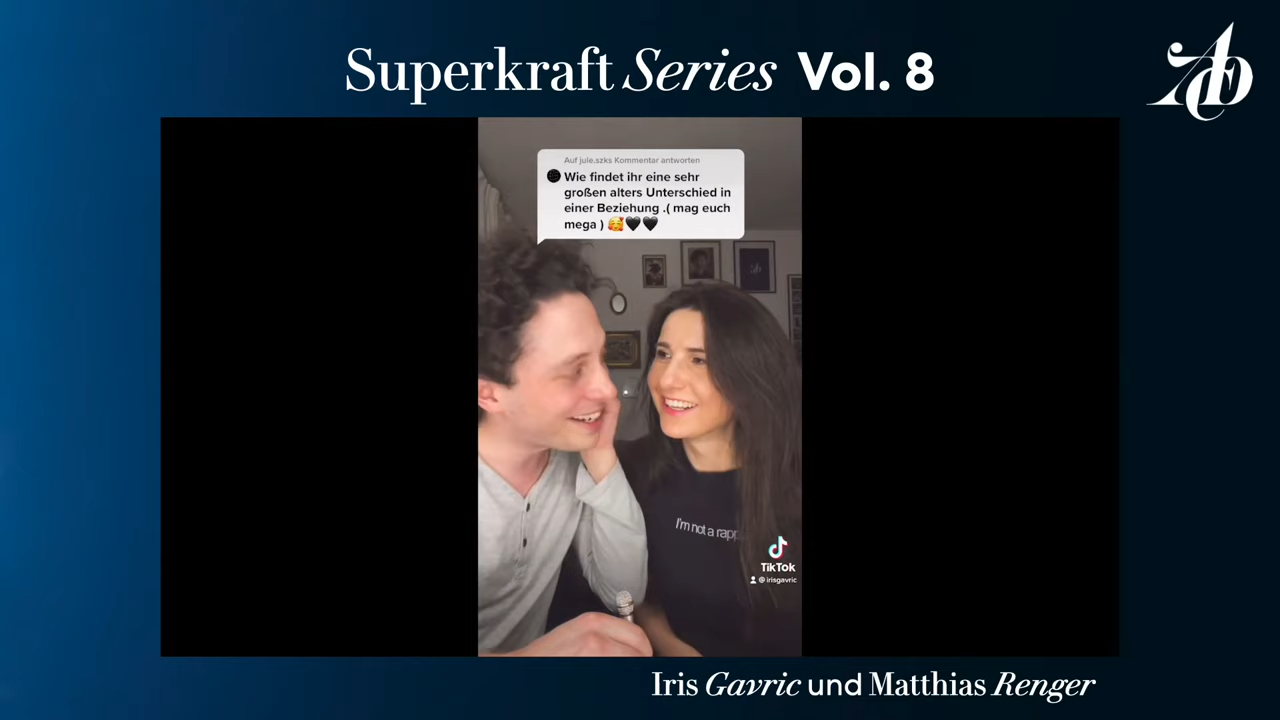 Superkraft Series Vol. 8
ADC
Auf jule.szks Kommentar antworten
Wie findet ihr eine sehr
großen alters Unterschied in
einer Beziehung .( mag euch
mega ) 🥰🖤🖤
I'm not a rapp
TikTok
@irisgavric
Iris Gavric und Matthias Renger